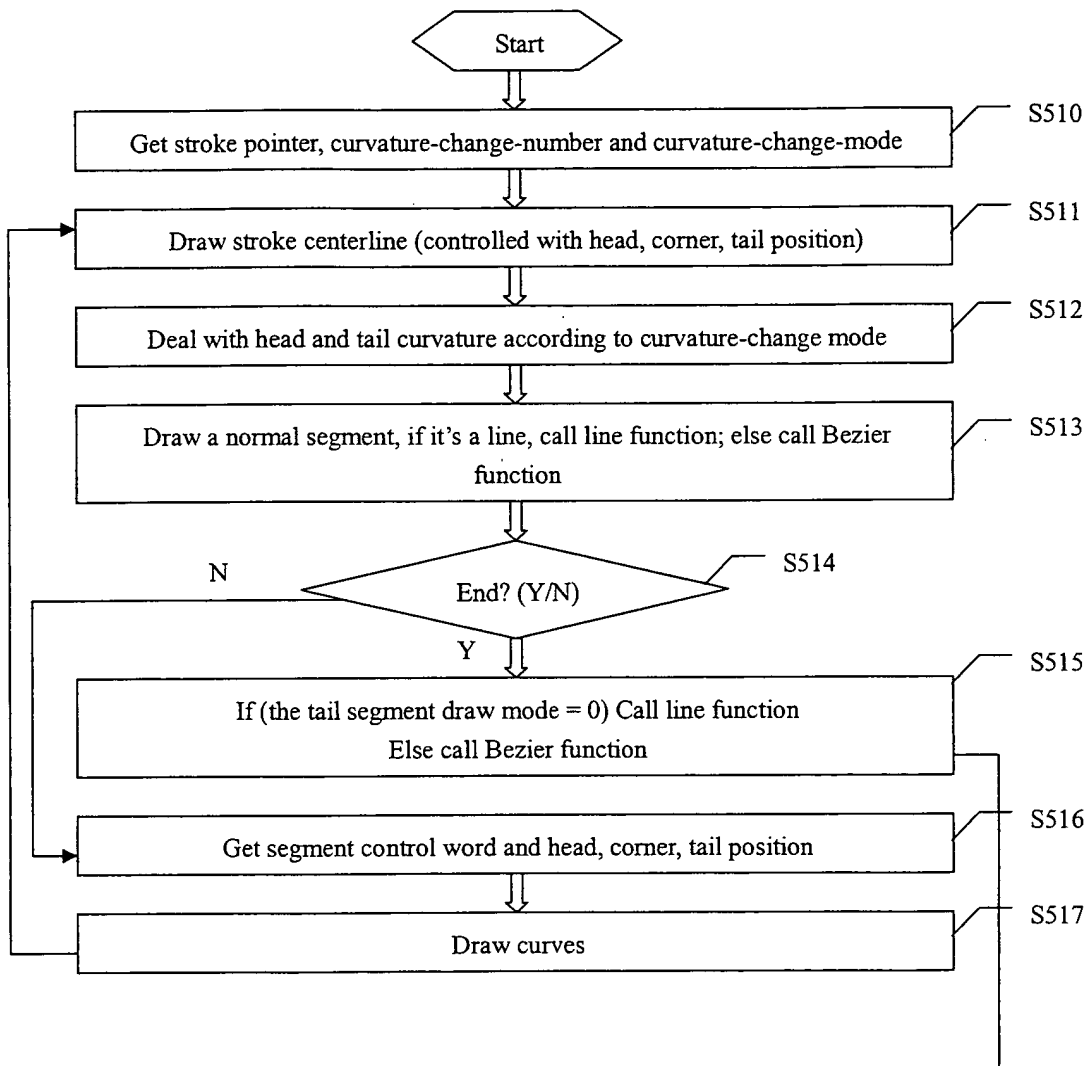 Start
S510
Get stroke pointer, curvature-change-number and curvature-change-mode
S511
Draw stroke centerline (controlled with head, corner, tail position)
S512
Deal with head and tail curvature according to curvature-change mode
S513
Draw a normal segment, if it's a line, call line function; else call Bezier
function
S514
N
End? (Y/N)
Y
S515
If (the tail segment draw mode = 0) Call line function
Else call Bezier function
S516
Get segment control word and head, corner, tail position
S517
Draw curves